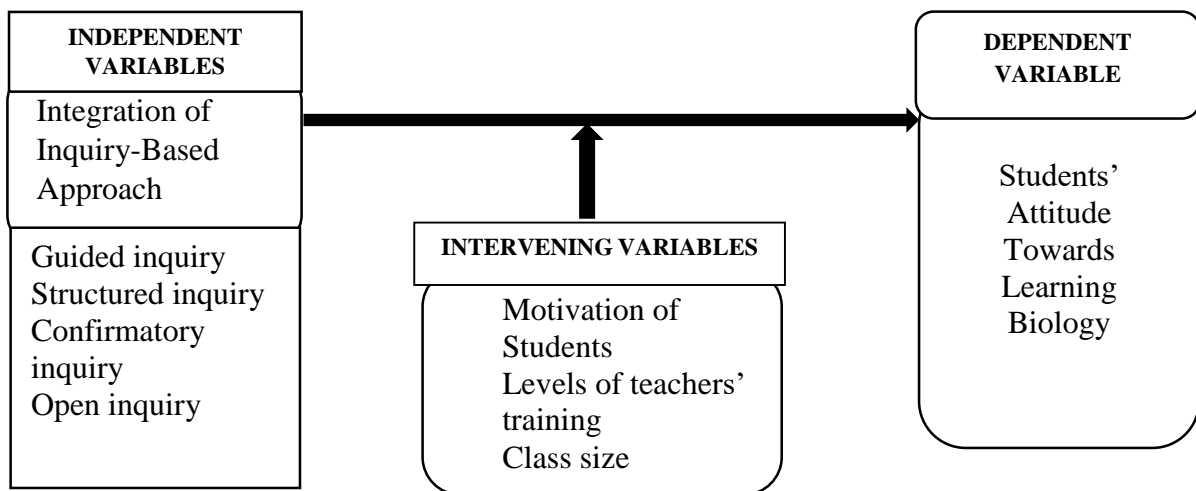 INDEPENDENT
VARIABLES
Integration of
Inquiry-Based
Approach
Guided inquiry
Structured inquiry
Confirmatory
inquiry
Open inquiry
INTERVENING VARIABLES
Motivation of
Students
Levels of teachers’
training
Class size
DEPENDENT
VARIABLE
Students’
Attitude
Towards
Learning
Biology